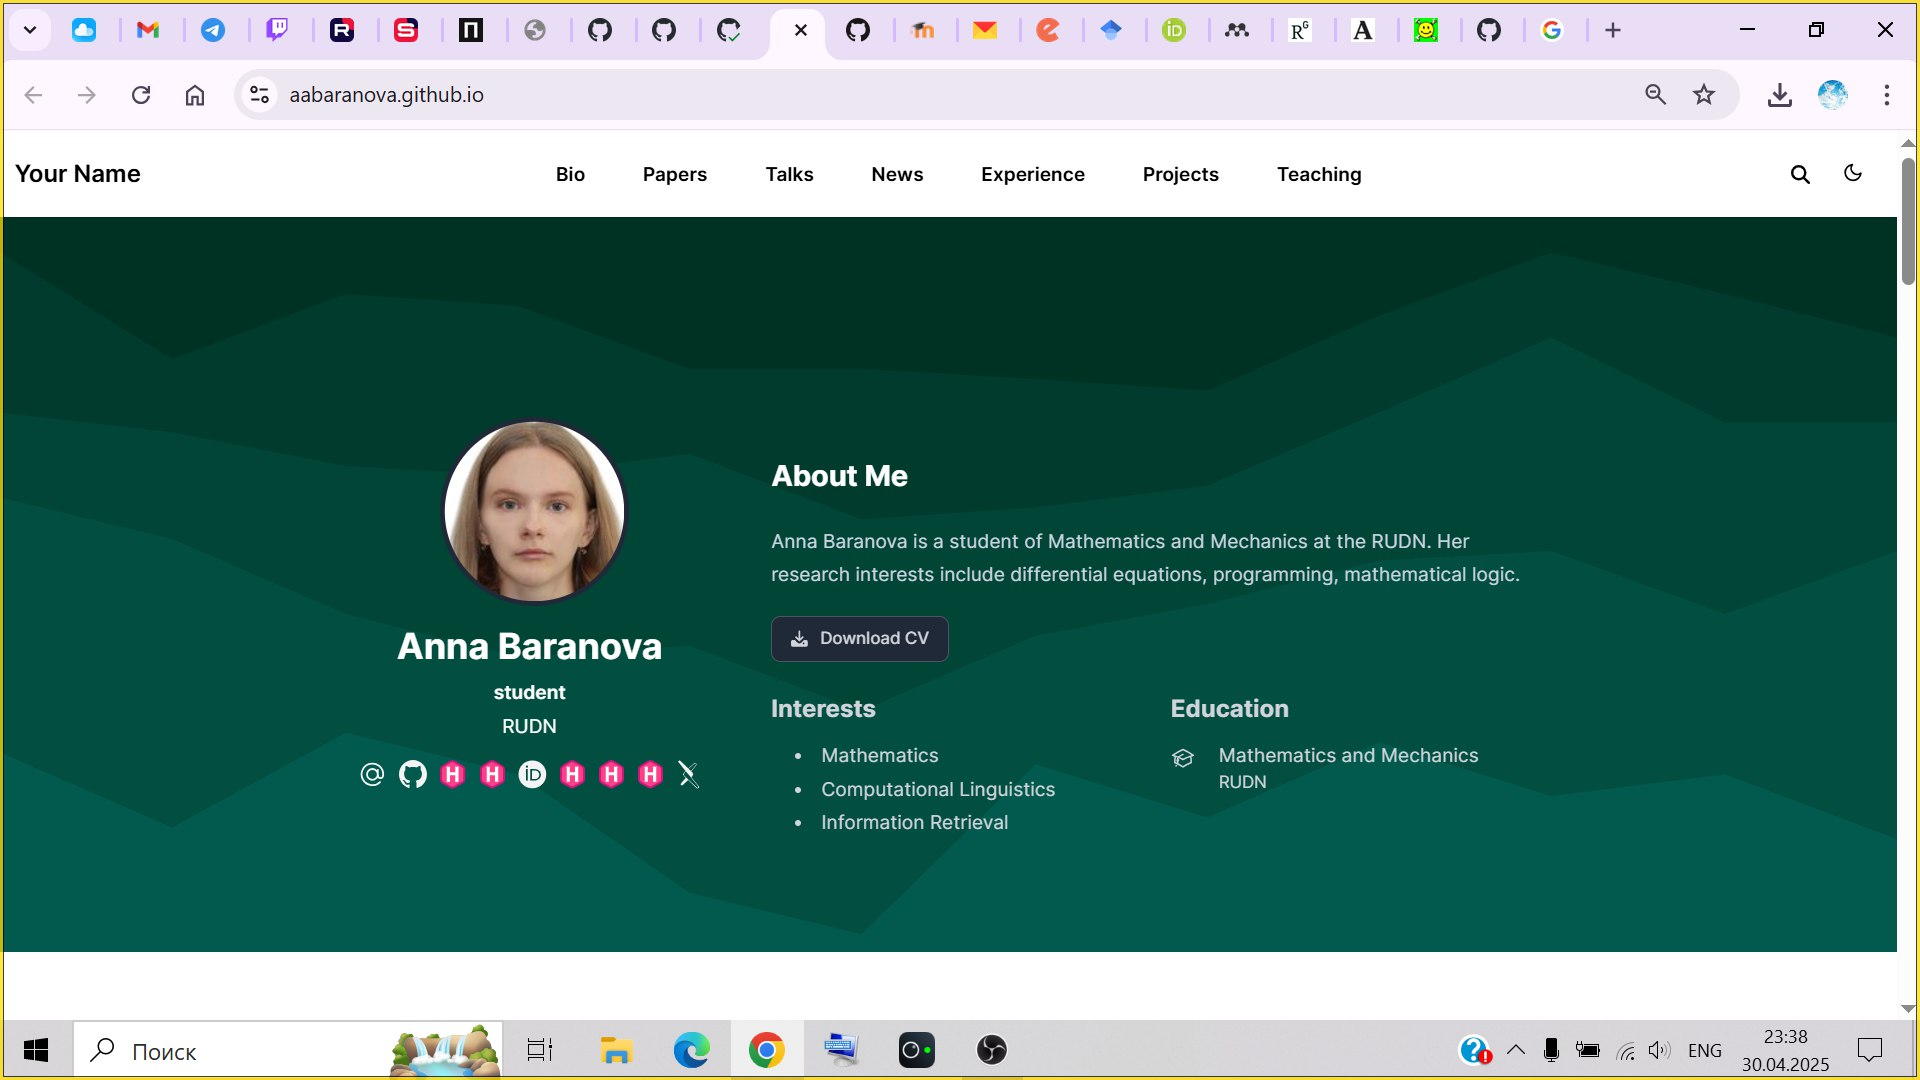 aabaranova.github.io
Your Name
Bio
Papers
Talks
News
Experience
Projects
Teaching
About Me
Anna Baranova is a student of Mathematics and Mechanics at the RUDN. Her
research interests include differential equations, programming, mathematical logic.
Download CV
Anna Baranova
student
RUDN
Interests
Mathematics
Computational Linguistics
Information Retrieval
Education
Mathematics and Mechanics
RUDN
Поиск
ENG
23:38
30.04.2025